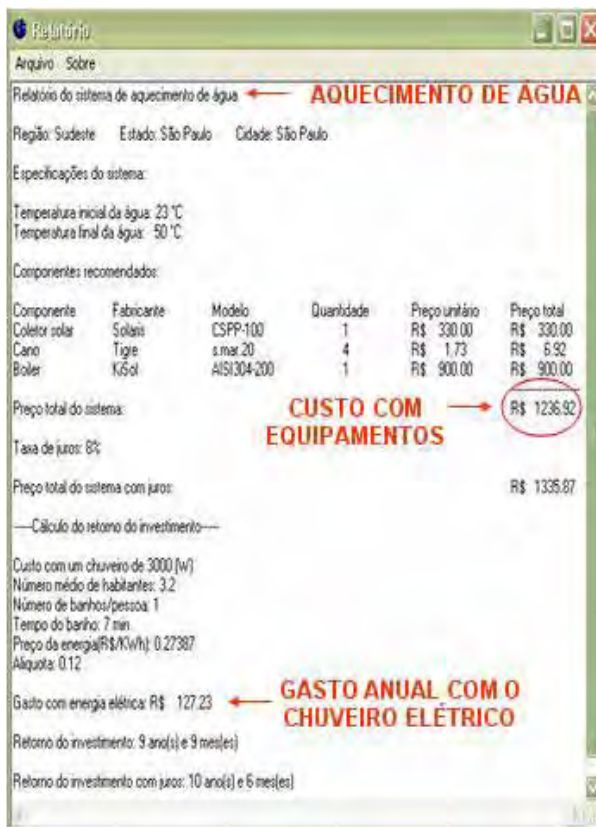 Relatório
Arquivo Sobre
Relatório do sistema de aquecimento de água AQUECIMENTO DE ÁGUA
Região: Sudeste Estado: São Paulo Cidade: São Paulo
Especificações do sistema:
Temperatura inicial da água: 23 °C
Temperatura final da água: 50 °C
Componentes recomendados:
Componente Fabricante Modelo Quantidade Preço unitário Preço total
Coletor solar Solaris CSPP-100 1 R$ 330.00 R$ 330.00
Cano Tigre s.mar.20 4 R$ 1.73 R$ 6.92
Boiler KiSol AISI304-200 1 R$ 900.00 R$ 900.00
Preço total do sistema: CUSTO COM EQUIPAMENTOS R$ 1236.92
Taxa de juros: 8%
Preço total do sistema com juros: R$ 1335.87
----Cálculo do retorno do investimento----
Custo com um chuveiro de 3000 [W]
Número médio de habitantes: 3.2
Número de banhos/pessoa: 1
Tempo do banho: 7 min
Preço da energia(R$/KWh): 0.27387
Aliquota: 0.12
Gasto com energia elétrica: R$ 127.23 GASTO ANUAL COM O CHUVEIRO ELÉTRICO
Retorno do investimento: 9 ano(s) e 9 mes(es)
Retorno do investimento com juros: 10 ano(s) e 6 mes(es)